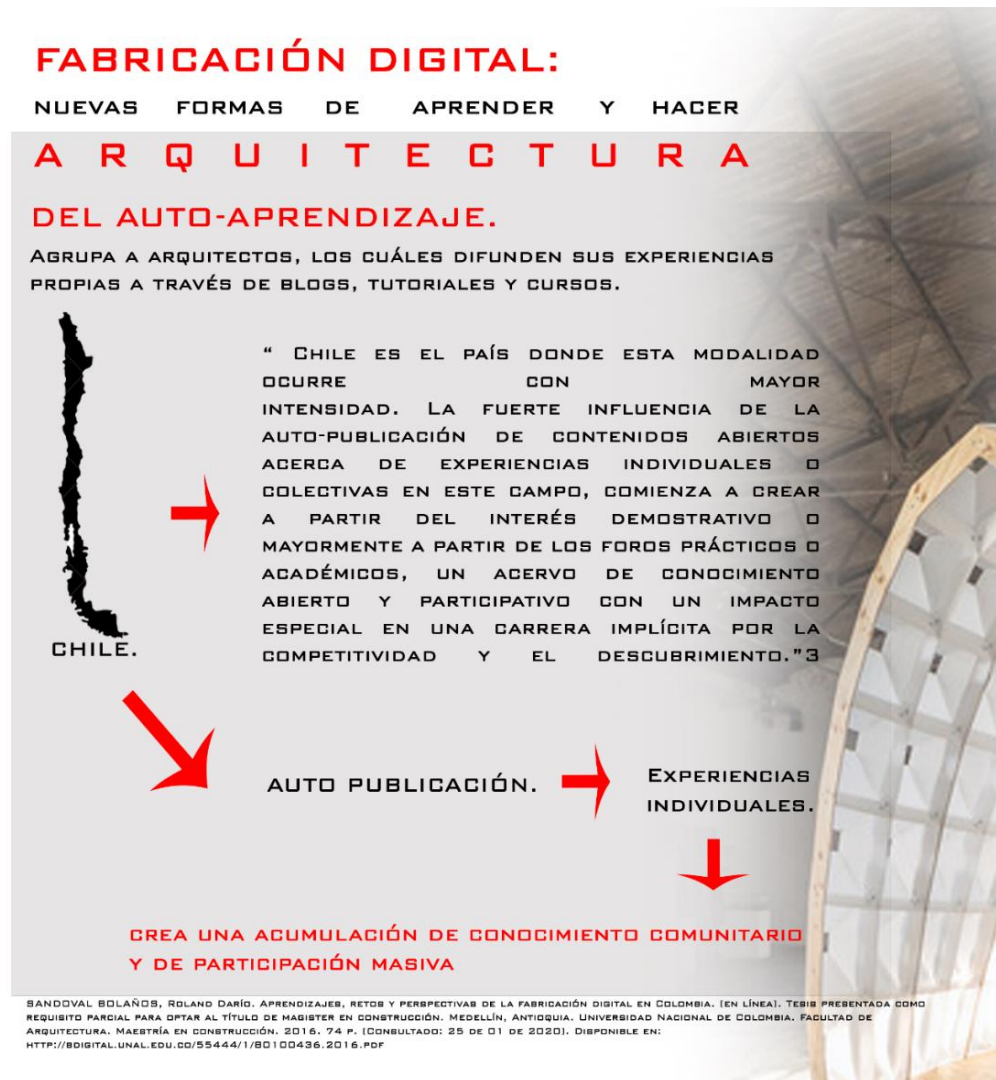 FABRICACIÓN DIGITAL:
NUEVAS FORMAS DE APRENDER Y HACER
ARQUITECTURA
DEL AUTO-APRENDIZAJE.
AGRUPA A ARQUITECTOS, LOS CUÁLES DIFUNDEN SUS EXPERIENCIAS
PROPIAS A TRAVÉS DE BLOGS, TUTORIALES Y CURSOS.
" CHILE ES EL PAÍS DONDE ESTA MODALIDAD
OCURRE CON MAYOR
INTENSIDAD. LA FUERTE INFLUENCIA DE LA
AUTO-PUBLICACIÓN DE CONTENIDOS ABIERTOS
ACERCA DE EXPERIENCIAS INDIVIDUALES O
COLECTIVAS EN ESTE CAMPO, COMIENZA A CREAR
A PARTIR DEL INTERÉS DEMOSTRATIVO O
MAYORMENTE A PARTIR DE LOS FOROS PRÁCTICOS O
ACADÉMICOS, UN ACERVO DE CONOCIMIENTO
ABIERTO Y PARTICIPATIVO CON UN IMPACTO
ESPECIAL EN UNA CARRERA IMPLÍCITA POR LA
COMPETITIVIDAD Y EL DESCUBRIMIENTO."3
CHILE.
AUTO PUBLICACIÓN.
EXPERIENCIAS
INDIVIDUALES.
CREA UNA ACUMULACIÓN DE CONOCIMIENTO COMUNITARIO
Y DE PARTICIPACIÓN MASIVA
SANDOVAL BOLAÑOS, ROLAND DARÍO. APRENDIZAJES, RETOS Y PERSPECTIVAS DE LA FABRICACIÓN DIGITAL EN COLOMBIA. [EN LÍNEA]. TESIS PRESENTADA COMO
REQUISITO PARCIAL PARA OPTAR AL TÍTULO DE MAGISTER EN CONSTRUCCIÓN. MEDELLÍN, ANTIOQUIA. UNIVERSIDAD NACIONAL DE COLOMBIA. FACULTAD DE
ARQUITECTURA. MAESTRÍA EN CONSTRUCCIÓN. 2016. 74 P. [CONSULTADO: 25 DE 01 DE 2020]. DISPONIBLE EN:
HTTP://BDIGITAL.UNAL.EDU.CO/55444/1/80100436.2016.PDF